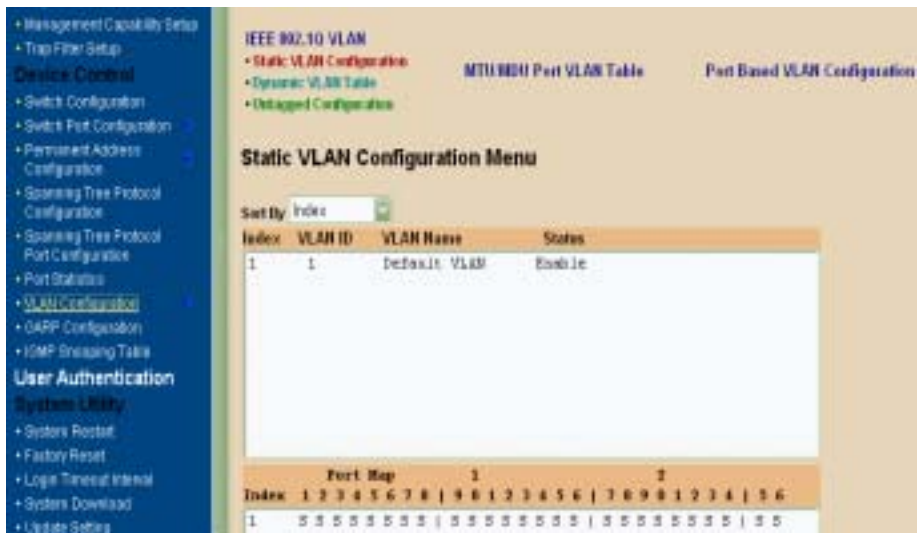 • Management Capability Setup
• Trap Filter Setup
Device Control
• Switch Configuration
• Switch Port Configuration
• Permanent Address
Configuration
• Spanning Tree Protocol
Configuration
• Spanning Tree Protocol
Port Configuration
• Port Statistics
• VLAN Configuration
• GARP Configuration
• IGMP Snooping Table
User Authentication
System Utility
• System Restart
• Factory Reset
• Login Timeout Interval
• System Download
• Update Setting
IEEE 802.1Q VLAN
• Static VLAN Configuration
• Dynamic VLAN Table
• Untagged Configuration
MTU/MDU Port VLAN Table
Port Based VLAN Configuration
Static VLAN Configuration Menu
Sort By Index
Index VLAN ID VLAN Name Status
1 1 Default VLAN Enable
Port Map 1 2
Index 1 2 3 4 5 6 7 8 | 9 0 1 2 3 4 5 6 | 7 8 9 0 1 2 3 4 | 5 6
1 S S S S S S S S | S S S S S S S S | S S S S S S S S | S S